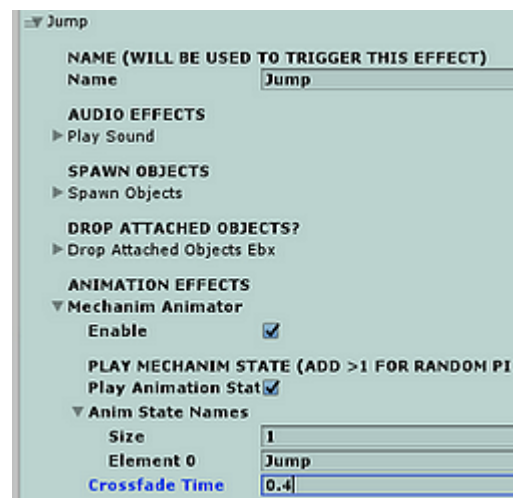 Jump
NAME (WILL BE USED TO TRIGGER THIS EFFECT)
Name Jump
AUDIO EFFECTS
Play Sound
SPAWN OBJECTS
Spawn Objects
DROP ATTACHED OBJECTS?
Drop Attached Objects Ebx
ANIMATION EFFECTS
Mechanim Animator
Enable
PLAY MECHANIM STATE (ADD >1 FOR RANDOM PI
Play Animation Stat
Anim State Names
Size 1
Element 0 Jump
Crossfade Time 0.4